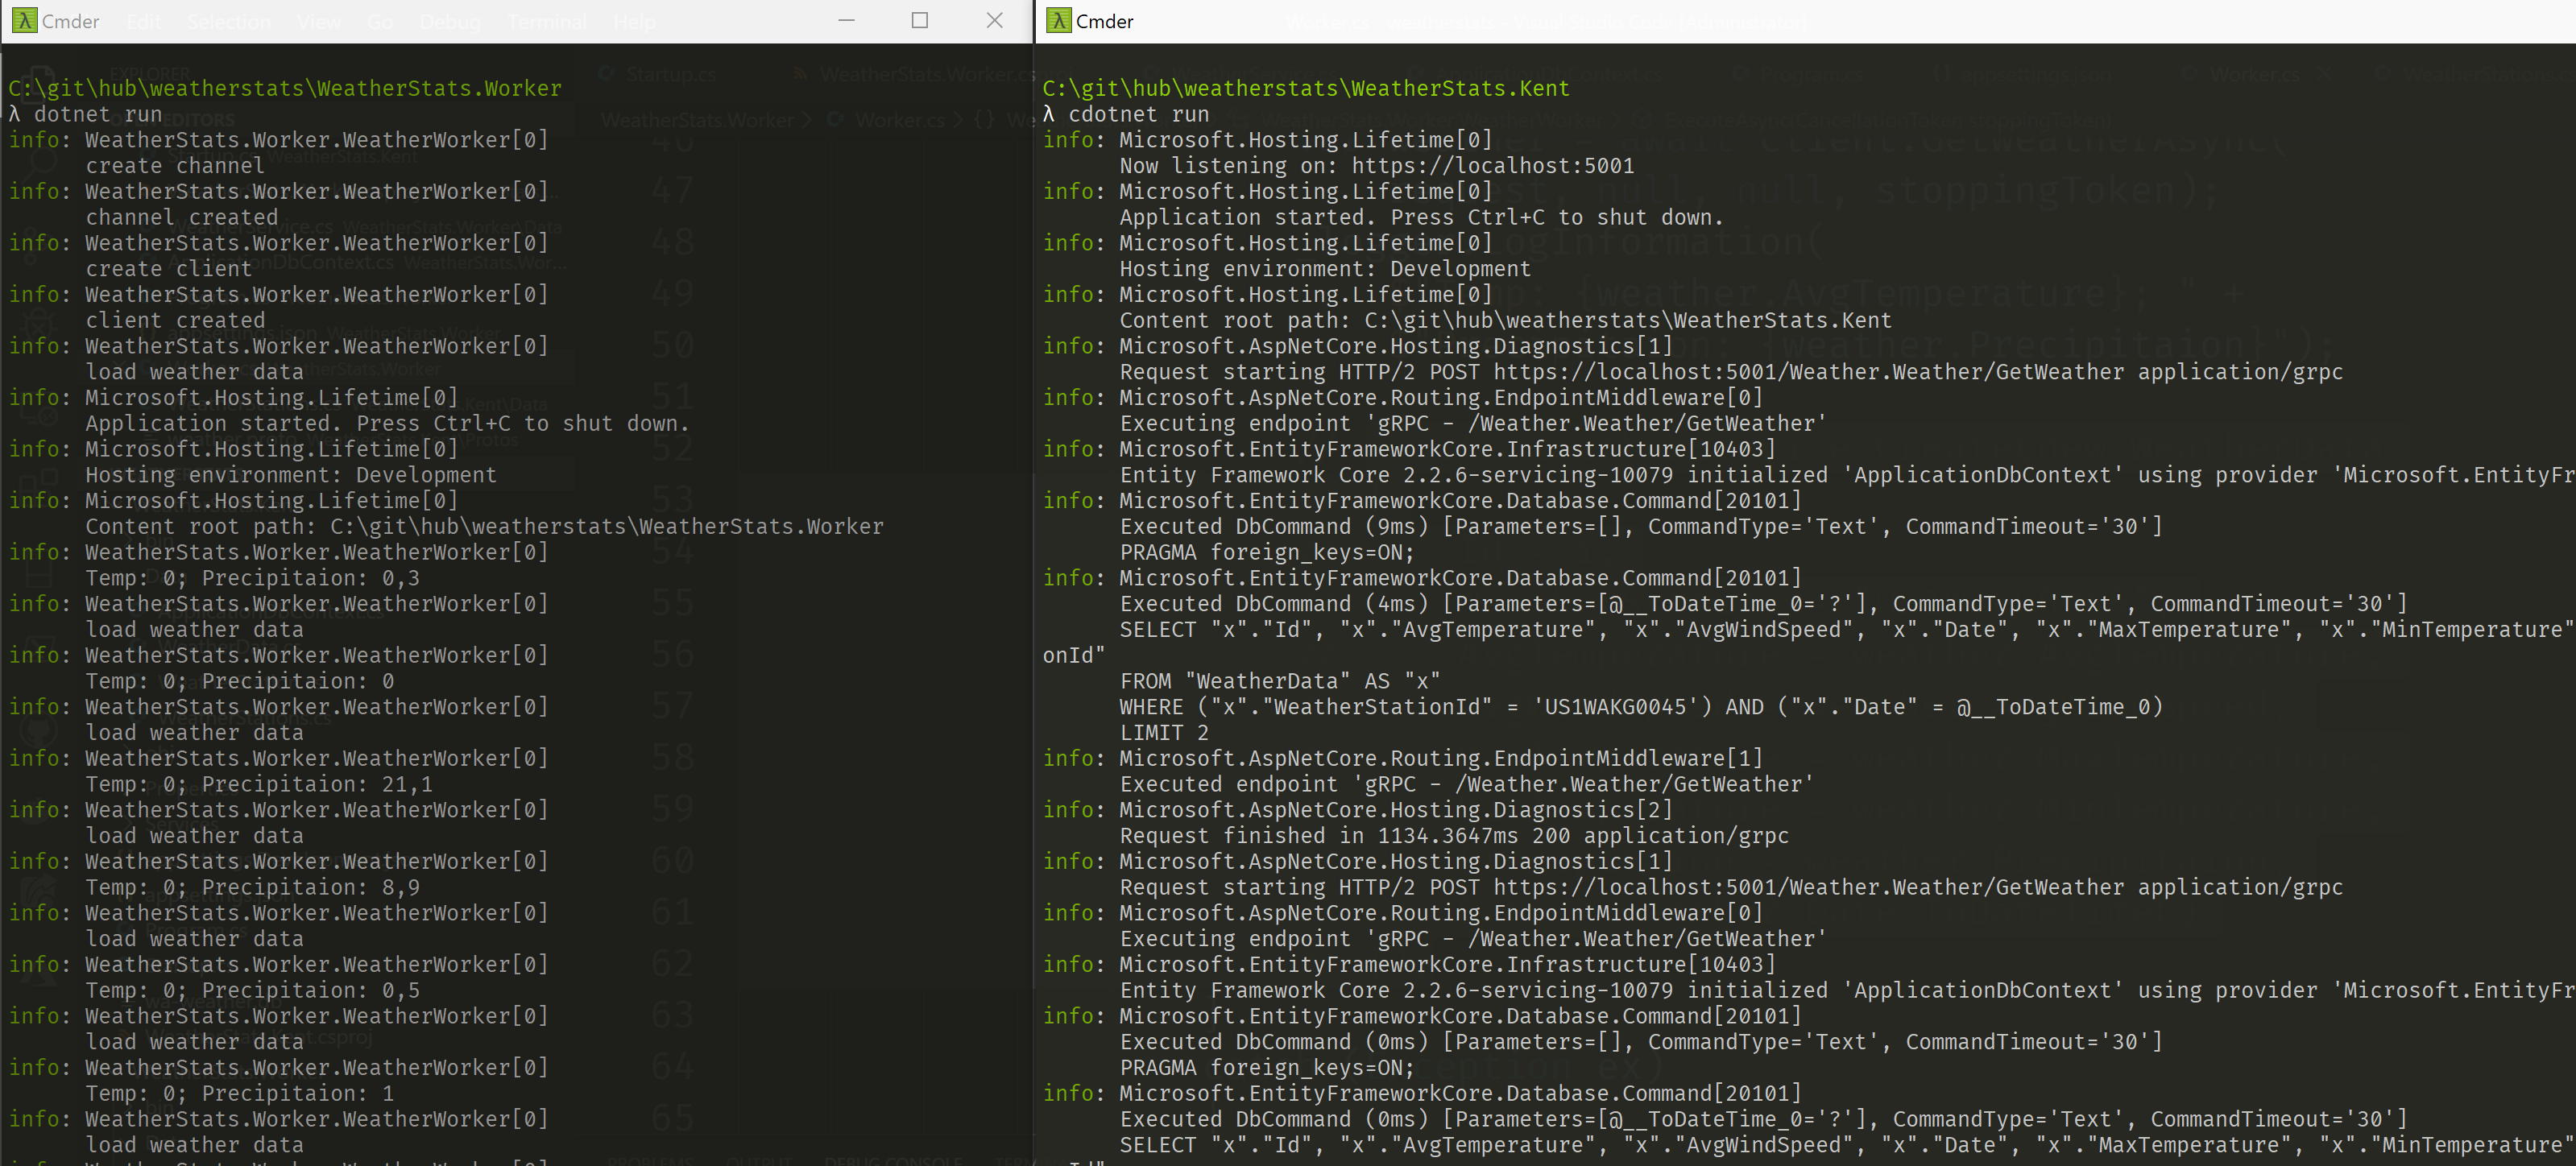 Cmder
Edit Selection View Go Debug Terminal Help
C:\git\hub\weatherstats\WeatherStats.Worker
λ dotnet run
info: WeatherStats.Worker.WeatherWorker[0]
create channel
info: WeatherStats.Worker.WeatherWorker[0]
channel created
info: WeatherStats.Worker.WeatherWorker[0]
create client
info: WeatherStats.Worker.WeatherWorker[0]
client created
info: WeatherStats.Worker.WeatherWorker[0]
load weather data
info: Microsoft.Hosting.Lifetime[0]
Application started. Press Ctrl+C to shut down.
info: Microsoft.Hosting.Lifetime[0]
Hosting environment: Development
info: Microsoft.Hosting.Lifetime[0]
Content root path: C:\git\hub\weatherstats\WeatherStats.Worker
info: WeatherStats.Worker.WeatherWorker[0]
Temp: 0; Precipitaion: 0,3
info: WeatherStats.Worker.WeatherWorker[0]
load weather data
info: WeatherStats.Worker.WeatherWorker[0]
Temp: 0; Precipitaion: 0
info: WeatherStats.Worker.WeatherWorker[0]
load weather data
info: WeatherStats.Worker.WeatherWorker[0]
Temp: 0; Precipitaion: 21,1
info: WeatherStats.Worker.WeatherWorker[0]
load weather data
info: WeatherStats.Worker.WeatherWorker[0]
Temp: 0; Precipitaion: 8,9
info: WeatherStats.Worker.WeatherWorker[0]
load weather data
info: WeatherStats.Worker.WeatherWorker[0]
Temp: 0; Precipitaion: 0,5
info: WeatherStats.Worker.WeatherWorker[0]
load weather data
info: WeatherStats.Worker.WeatherWorker[0]
Temp: 0; Precipitaion: 1
info: WeatherStats.Worker.WeatherWorker[0]
load weather data
info: WeatherStats.Worker.WeatherWorker[0]
Cmder
C:\git\hub\weatherstats\WeatherStats.Kent
λ cdotnet run
info: Microsoft.Hosting.Lifetime[0]
Now listening on: https://localhost:5001
info: Microsoft.Hosting.Lifetime[0]
Application started. Press Ctrl+C to shut down.
info: Microsoft.Hosting.Lifetime[0]
Hosting environment: Development
info: Microsoft.Hosting.Lifetime[0]
Content root path: C:\git\hub\weatherstats\WeatherStats.Kent
info: Microsoft.AspNetCore.Hosting.Diagnostics[1]
Request starting HTTP/2 POST https://localhost:5001/Weather.Weather/GetWeather application/grpc
info: Microsoft.AspNetCore.Routing.EndpointMiddleware[0]
Executing endpoint 'gRPC - /Weather.Weather/GetWeather'
info: Microsoft.EntityFrameworkCore.Infrastructure[10403]
Entity Framework Core 2.2.6-servicing-10079 initialized 'ApplicationDbContext' using provider 'Microsoft.EntityFr
info: Microsoft.EntityFrameworkCore.Database.Command[20101]
Executed DbCommand (9ms) [Parameters=[], CommandType='Text', CommandTimeout='30']
PRAGMA foreign_keys=ON;
info: Microsoft.EntityFrameworkCore.Database.Command[20101]
Executed DbCommand (4ms) [Parameters=[@__ToDateTime_0='?'], CommandType='Text', CommandTimeout='30']
SELECT "x"."Id", "x"."AvgTemperature", "x"."AvgWindSpeed", "x"."Date", "x"."MaxTemperature", "x"."MinTemperature"
onId"
FROM "WeatherData" AS "x"
WHERE ("x"."WeatherStationId" = 'US1WAKG0045') AND ("x"."Date" = @__ToDateTime_0)
LIMIT 2
info: Microsoft.AspNetCore.Routing.EndpointMiddleware[1]
Executed endpoint 'gRPC - /Weather.Weather/GetWeather'
info: Microsoft.AspNetCore.Hosting.Diagnostics[2]
Request finished in 1134.3647ms 200 application/grpc
info: Microsoft.AspNetCore.Hosting.Diagnostics[1]
Request starting HTTP/2 POST https://localhost:5001/Weather.Weather/GetWeather application/grpc
info: Microsoft.AspNetCore.Routing.EndpointMiddleware[0]
Executing endpoint 'gRPC - /Weather.Weather/GetWeather'
info: Microsoft.EntityFrameworkCore.Infrastructure[10403]
Entity Framework Core 2.2.6-servicing-10079 initialized 'ApplicationDbContext' using provider 'Microsoft.EntityFr
info: Microsoft.EntityFrameworkCore.Database.Command[20101]
Executed DbCommand (0ms) [Parameters=[], CommandType='Text', CommandTimeout='30']
PRAGMA foreign_keys=ON;
info: Microsoft.EntityFrameworkCore.Database.Command[20101]
Executed DbCommand (0ms) [Parameters=[@__ToDateTime_0='?'], CommandType='Text', CommandTimeout='30']
SELECT "x"."Id", "x"."AvgTemperature", "x"."AvgWindSpeed", "x"."Date", "x"."MaxTemperature", "x"."MinTemperature"